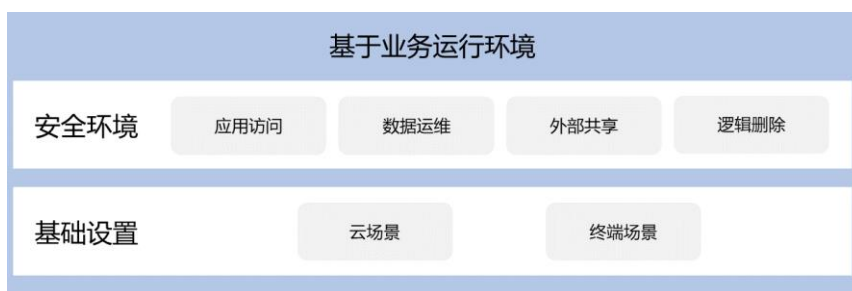 基于业务运行环境
安全环境 应用访问 数据运维 外部共享 逻辑删除
基础设置 云场景 终端场景